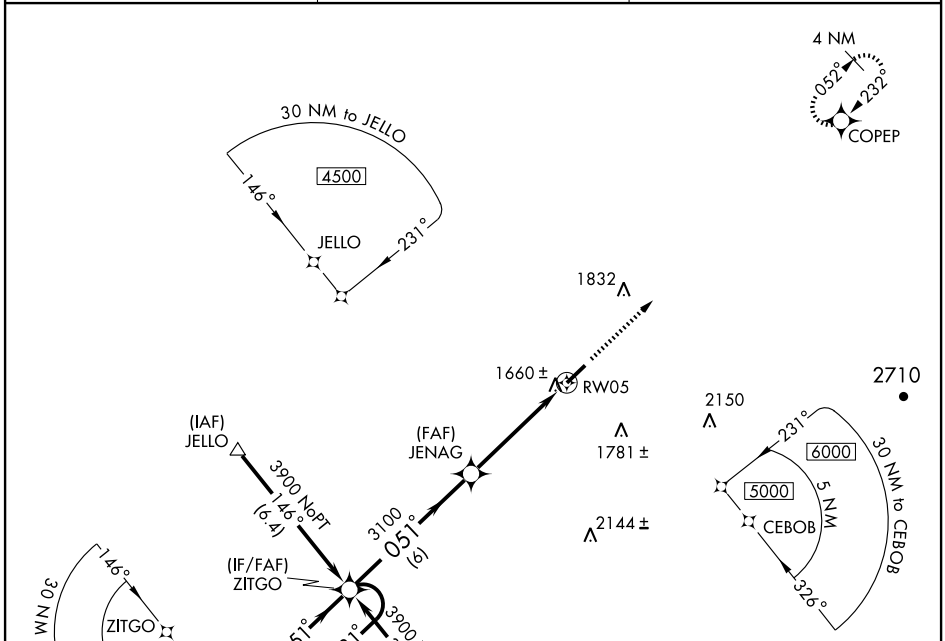 4 NM
052°
232°
COPEP
30 NM to JELLO
4500
146°
231°
JELLO
1832
1660 ±
RW05
2710
2150
1781 ±
2144 ±
(FAF)
JENAG
(IAF)
JELLO
3900 NoPT
146°
(6.4)
3100
051°
(6)
(IF/FAF)
ZITGO
231°
6000
5000
5 NM
30 NM to CEBOB
CEBOB
326°
146°
30 NM
ZITGO
3900